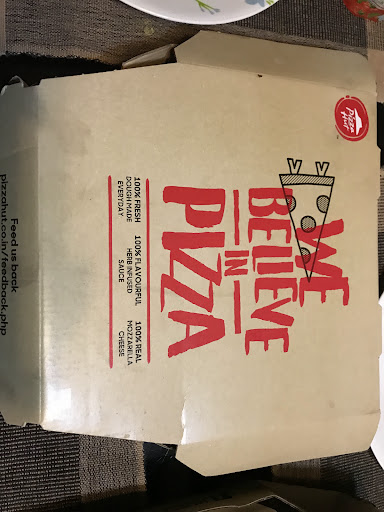 Pizza
Hut
WE
BELIEVE
IN
PIZZA
100% FRESH
DOUGH MADE
EVERYDAY
100% FLAVOURFUL
HERB INFUSED
SAUCE
100% REAL
MOZZARELLA
CHEESE
Feed us back
pizzahut.co.in/feedback.php